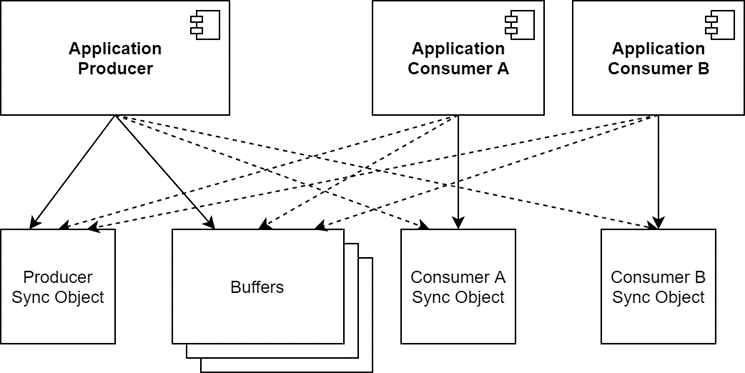 Application
Producer
Application
Consumer A
Application
Consumer B
Producer
Sync Object
Buffers
Consumer A
Sync Object
Consumer B
Sync Object